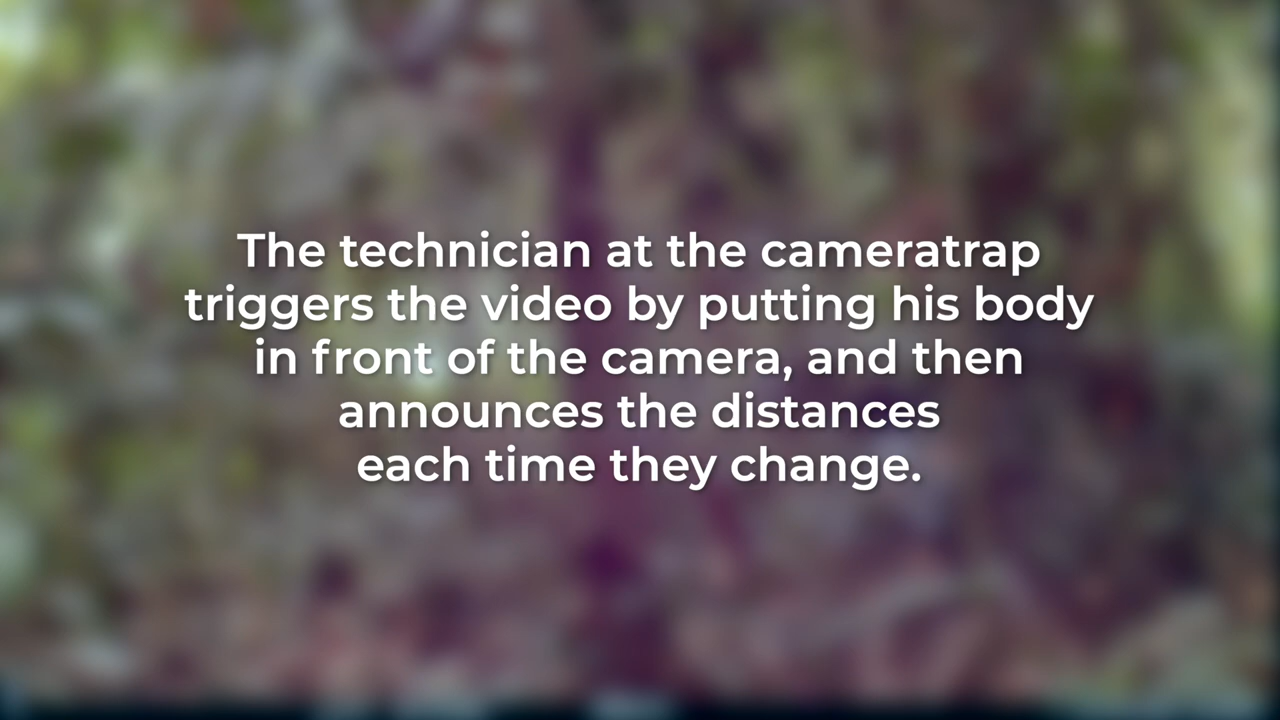 The technician at the cameratrap
triggers the video by putting his body
in front of the camera, and then
announces the distances
each time they change.